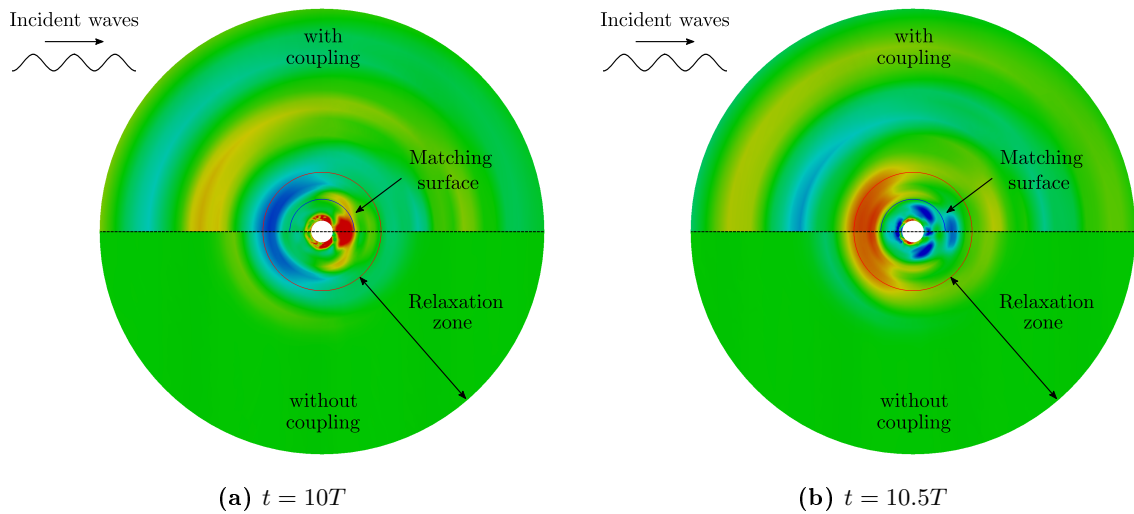 Incident waves
with
coupling
Matching
surface
Relaxation
zone
without
coupling
(a) t = 10T
Incident waves
with
coupling
Matching
surface
Relaxation
zone
without
coupling
(b) t = 10.5T